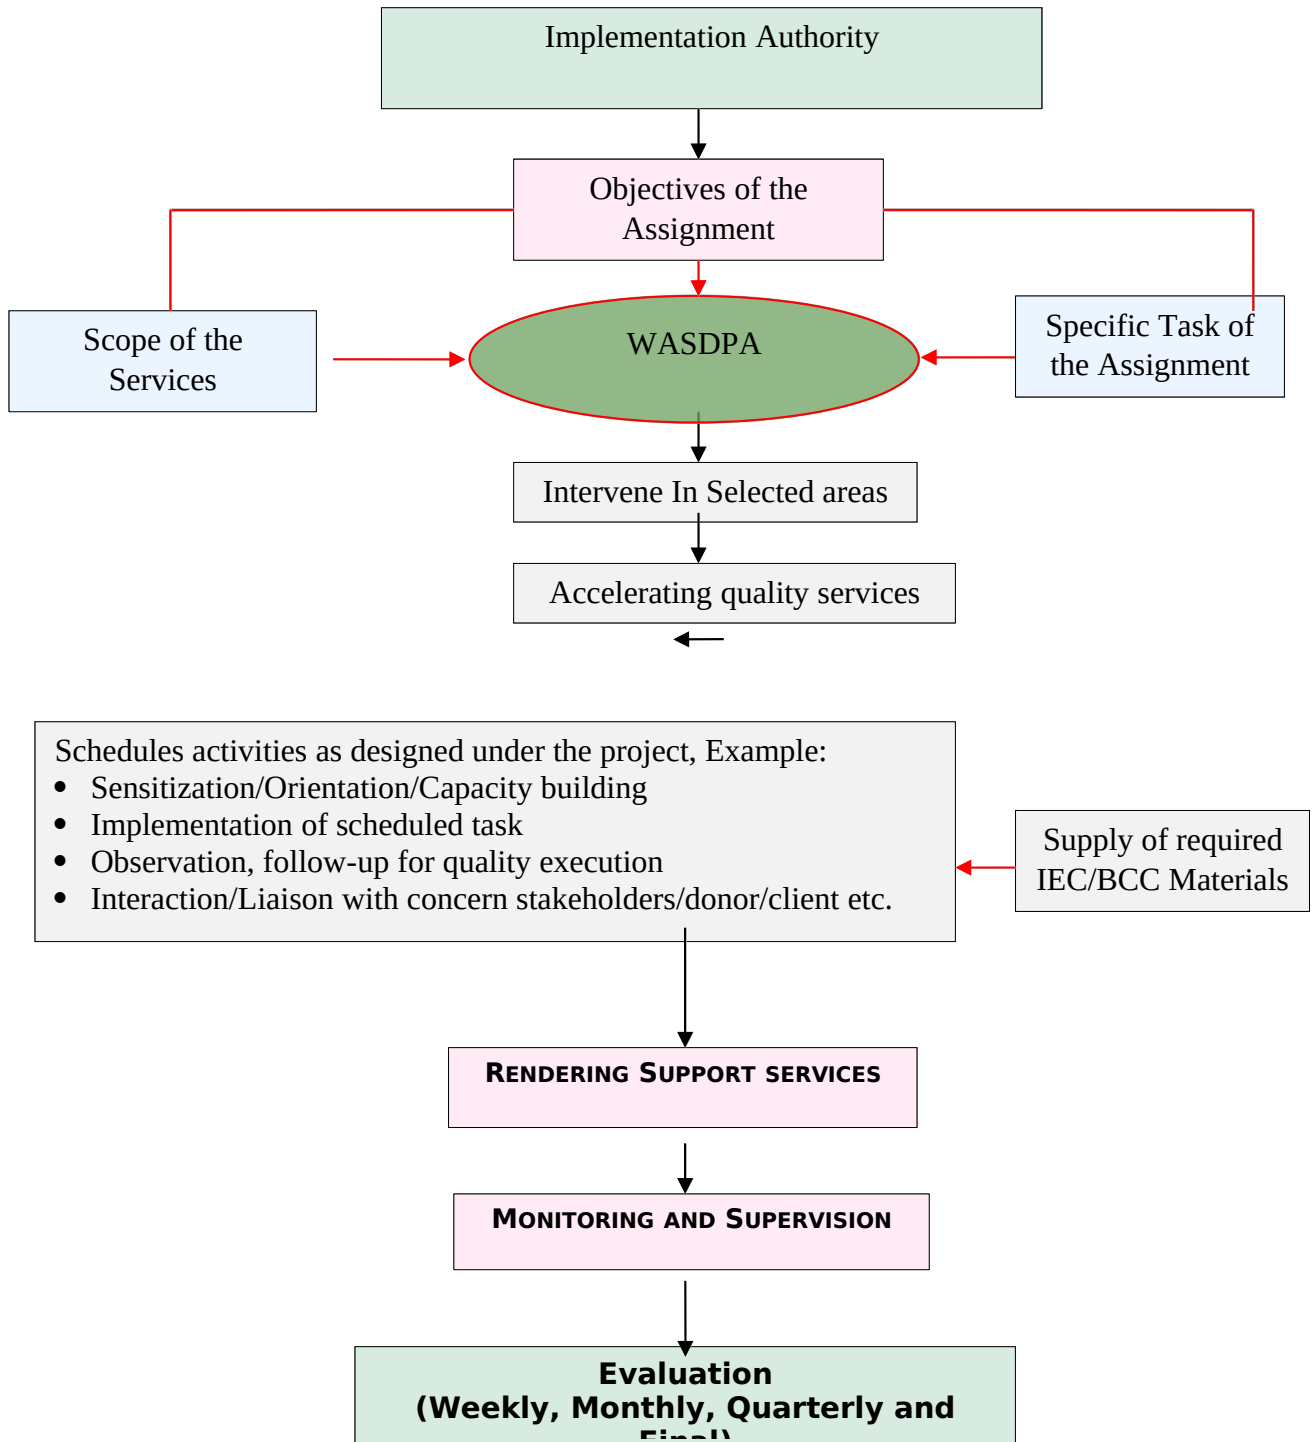 Implementation Authority
Objectives of the
Assignment
Scope of the
Services
WASDPA
Specific Task of
the Assignment
Intervene In Selected areas
Accelerating quality services
Schedules activities as designed under the project, Example:
• Sensitization/Orientation/Capacity building
• Implementation of scheduled task
• Observation, follow-up for quality execution
• Interaction/Liaison with concern stakeholders/donor/client etc.
Supply of required
IEC/BCC Materials
RENDERING SUPPORT SERVICES
MONITORING AND SUPERVISION
Evaluation
(Weekly, Monthly, Quarterly and
Final)